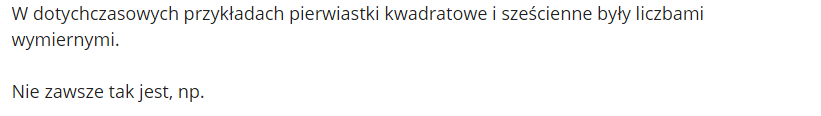 W dotychczasowych przykładach pierwiastki kwadratowe i sześcienne były liczbami
wymiernymi.
Nie zawsze tak jest, np.